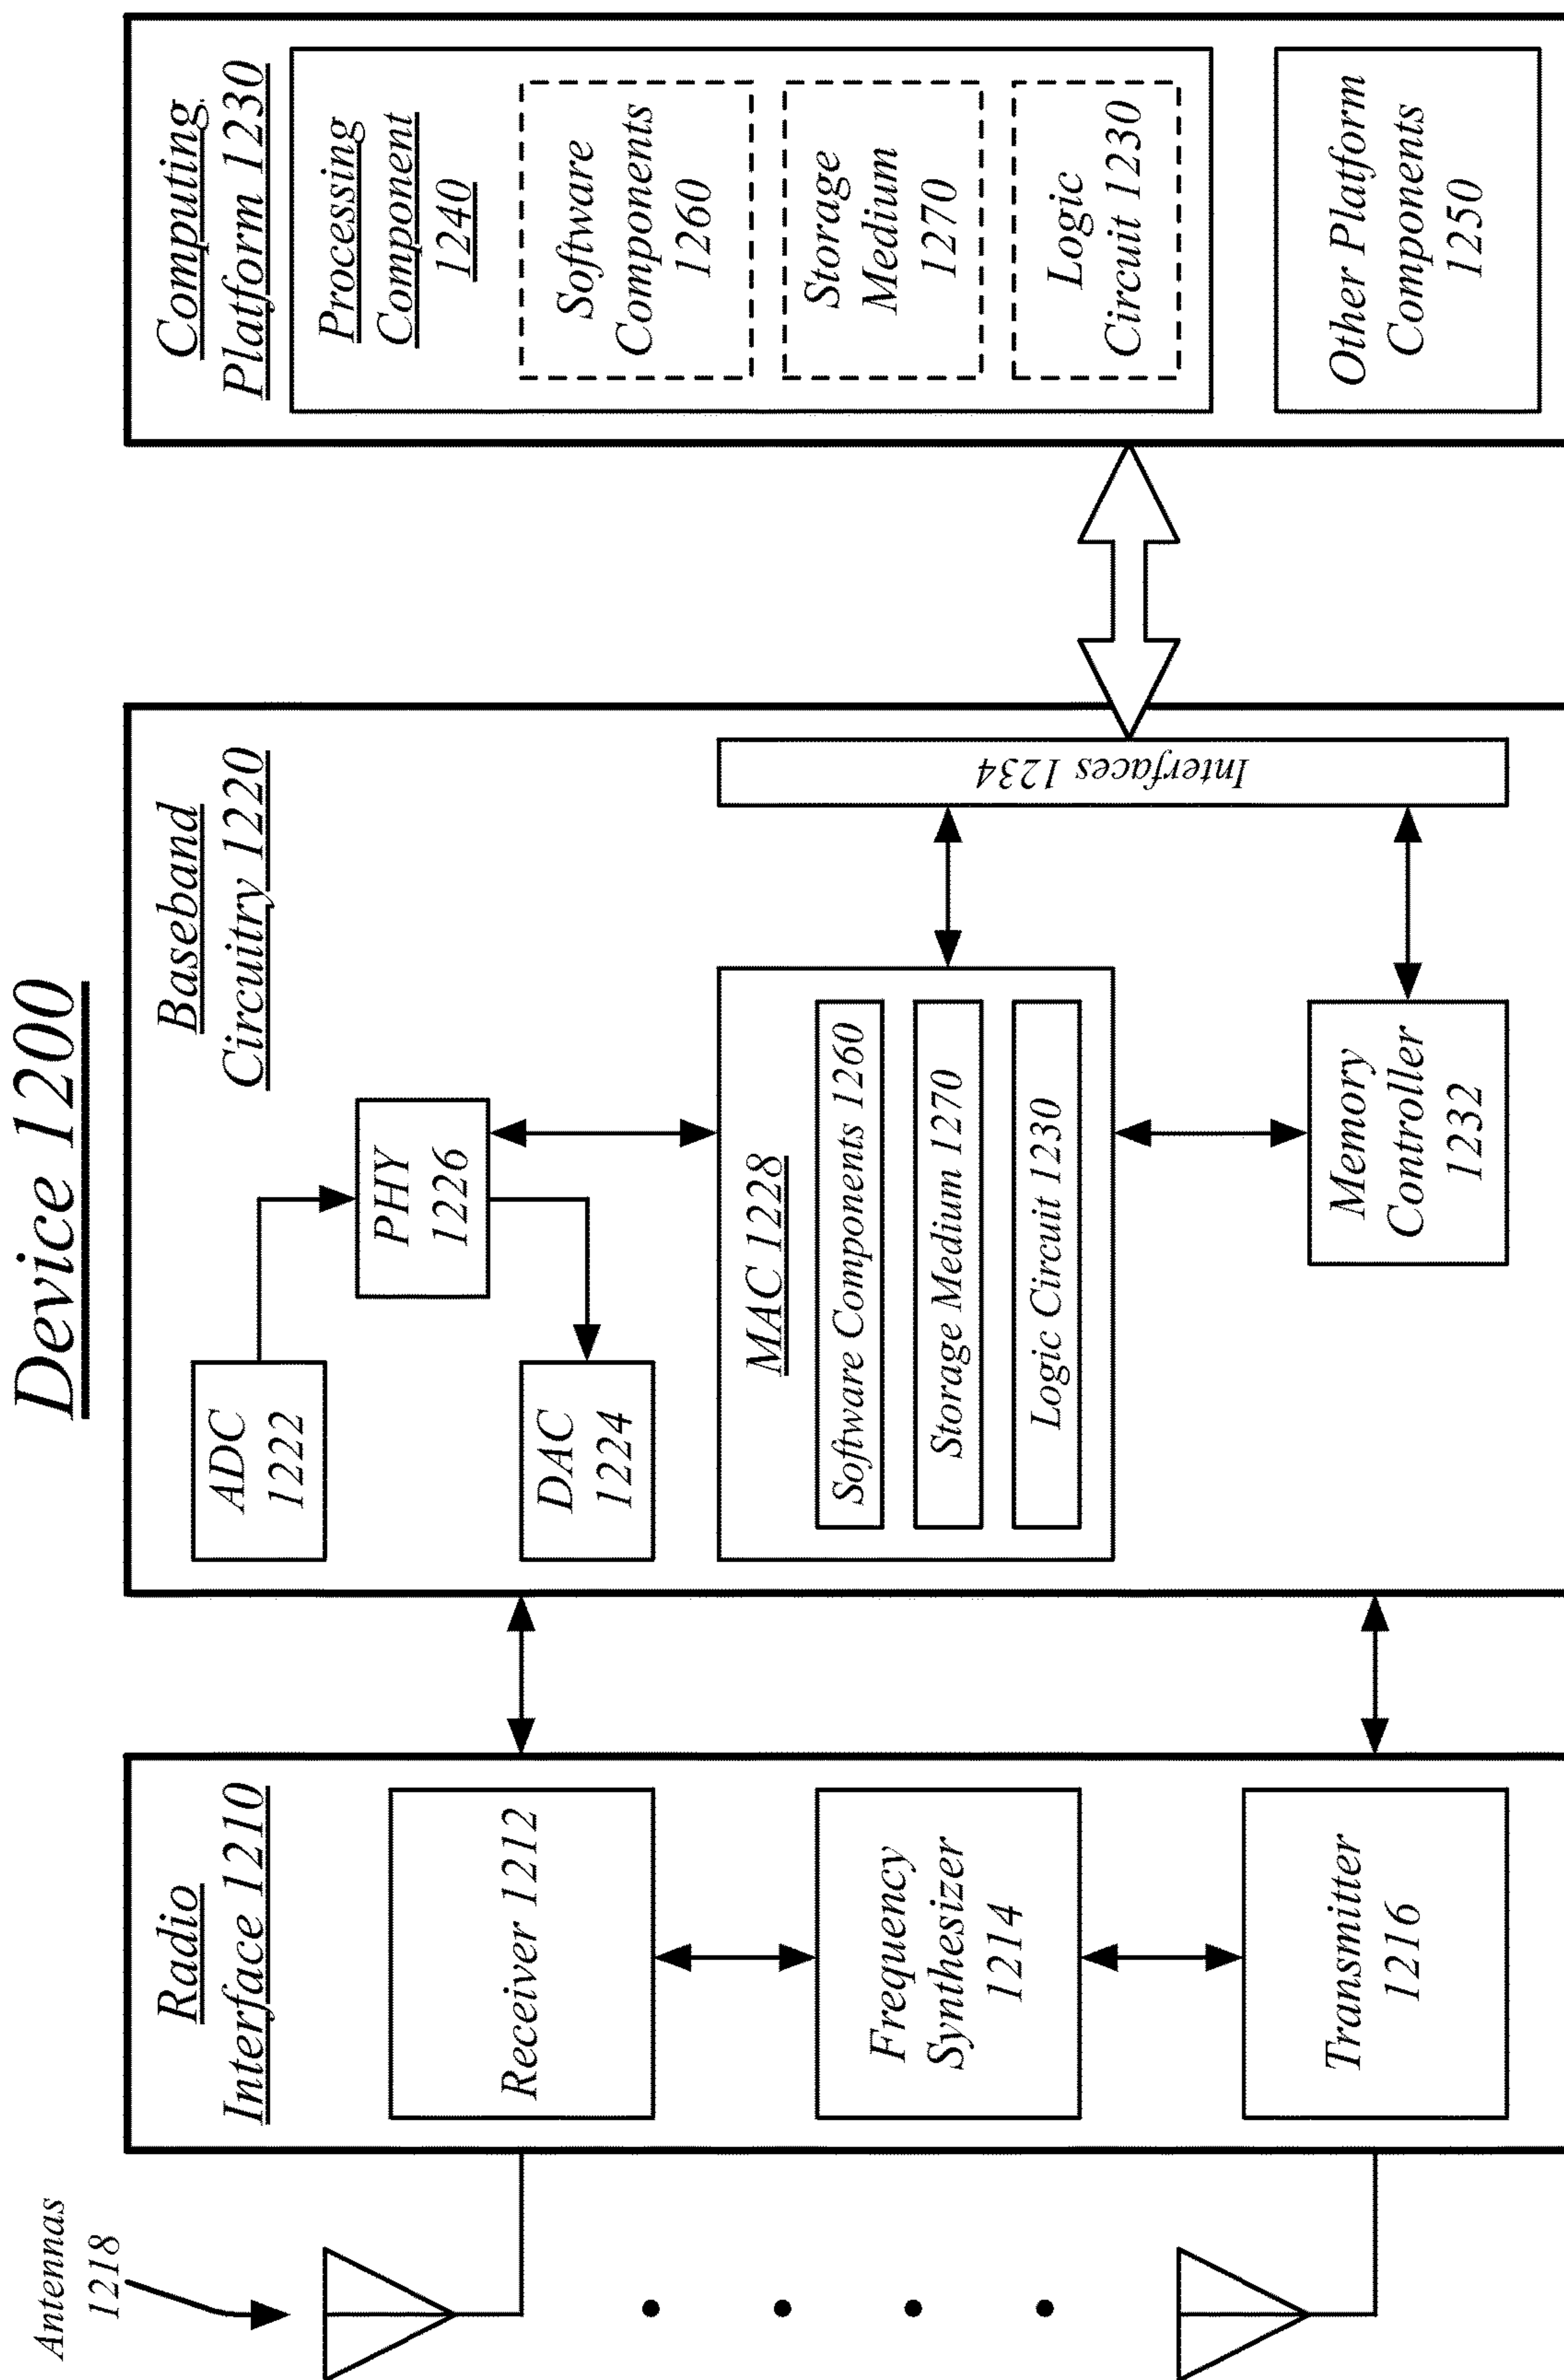 Device 1200
Antennas
1218
Radio
Interface 1210
Receiver 1212
Frequency
Synthesizer
1214
Transmitter
1216
Baseband
Circuitry 1220
ADC
1222
PHY
1226
DAC
1224
MAC 1228
Software Components 1260
Storage Medium 1270
Logic Circuit 1230
Memory
Controller
1232
Interfaces 1234
Computing
Platform 1230
Processing
Component
1240
Software
Components
1260
Storage
Medium
1270
Logic
Circuit 1230
Other Platform
Components
1250